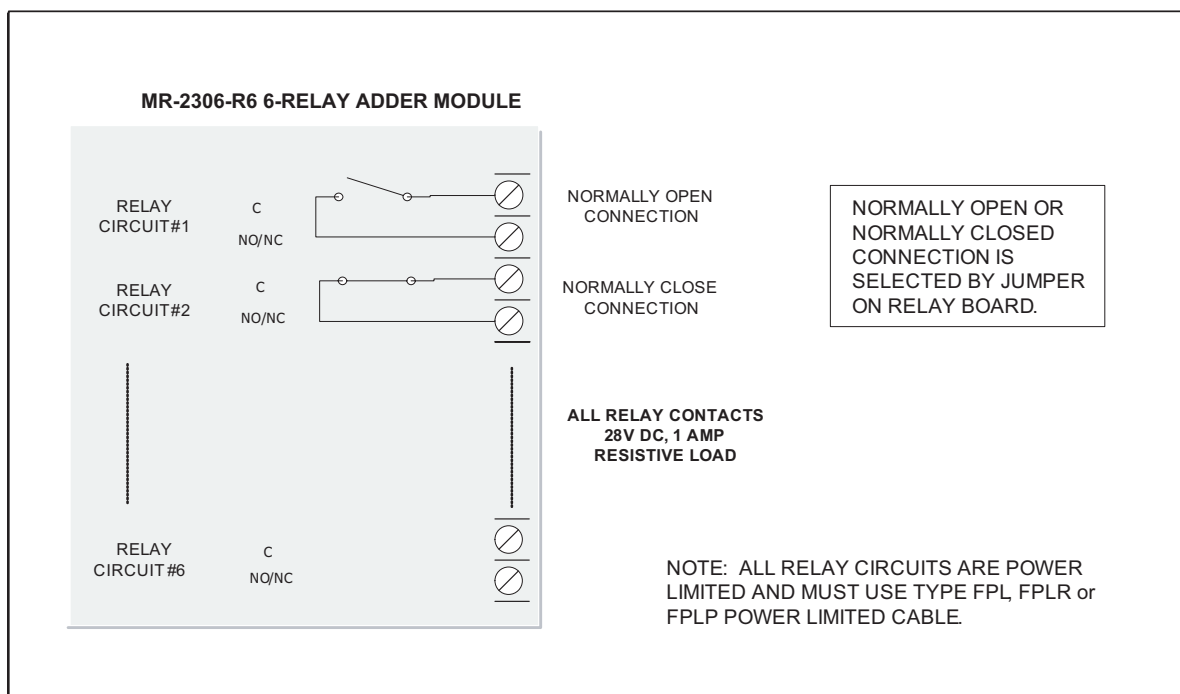 MR-2306-R6 6-RELAY ADDER MODULE
RELAY
CIRCUIT#1
C
NO/NC
NORMALLY OPEN
CONNECTION
RELAY
CIRCUIT#2
C
NO/NC
NORMALLY CLOSE
CONNECTION
NORMALLY OPEN OR
NORMALLY CLOSED
CONNECTION IS
SELECTED BY JUMPER
ON RELAY BOARD.
ALL RELAY CONTACTS
28V DC, 1 AMP
RESISTIVE LOAD
RELAY
CIRCUIT#6
C
NO/NC
NOTE: ALL RELAY CIRCUITS ARE POWER
LIMITED AND MUST USE TYPE FPL, FPLR or
FPLP POWER LIMITED CABLE.